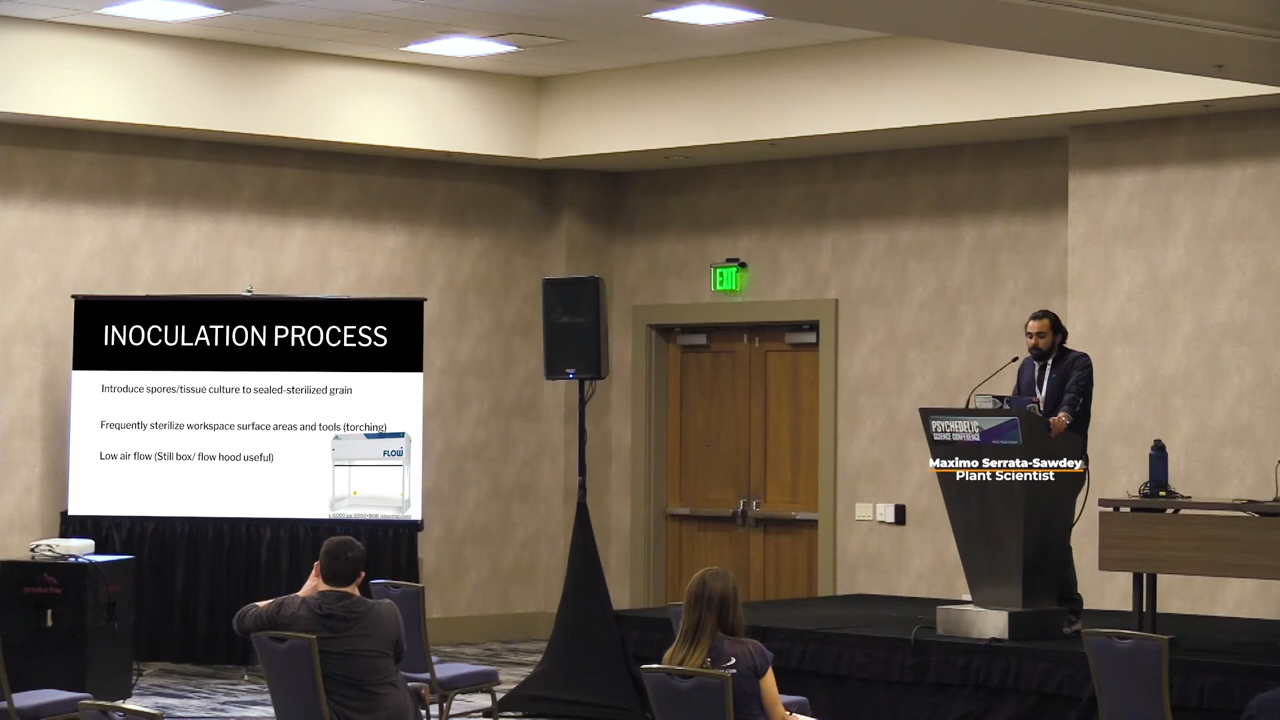 EXIT
INOCULATION PROCESS
Introduce spores/tissue culture to sealed-sterilized grain
Frequently sterilize workspace surface areas and tools (torching)
Low air flow (Still box/ flow hood useful)
FLOW
PSYCHEDELIC
SCIENCE CONFERENCE
Maximo Serrata-Sawdey
Plant Scientist